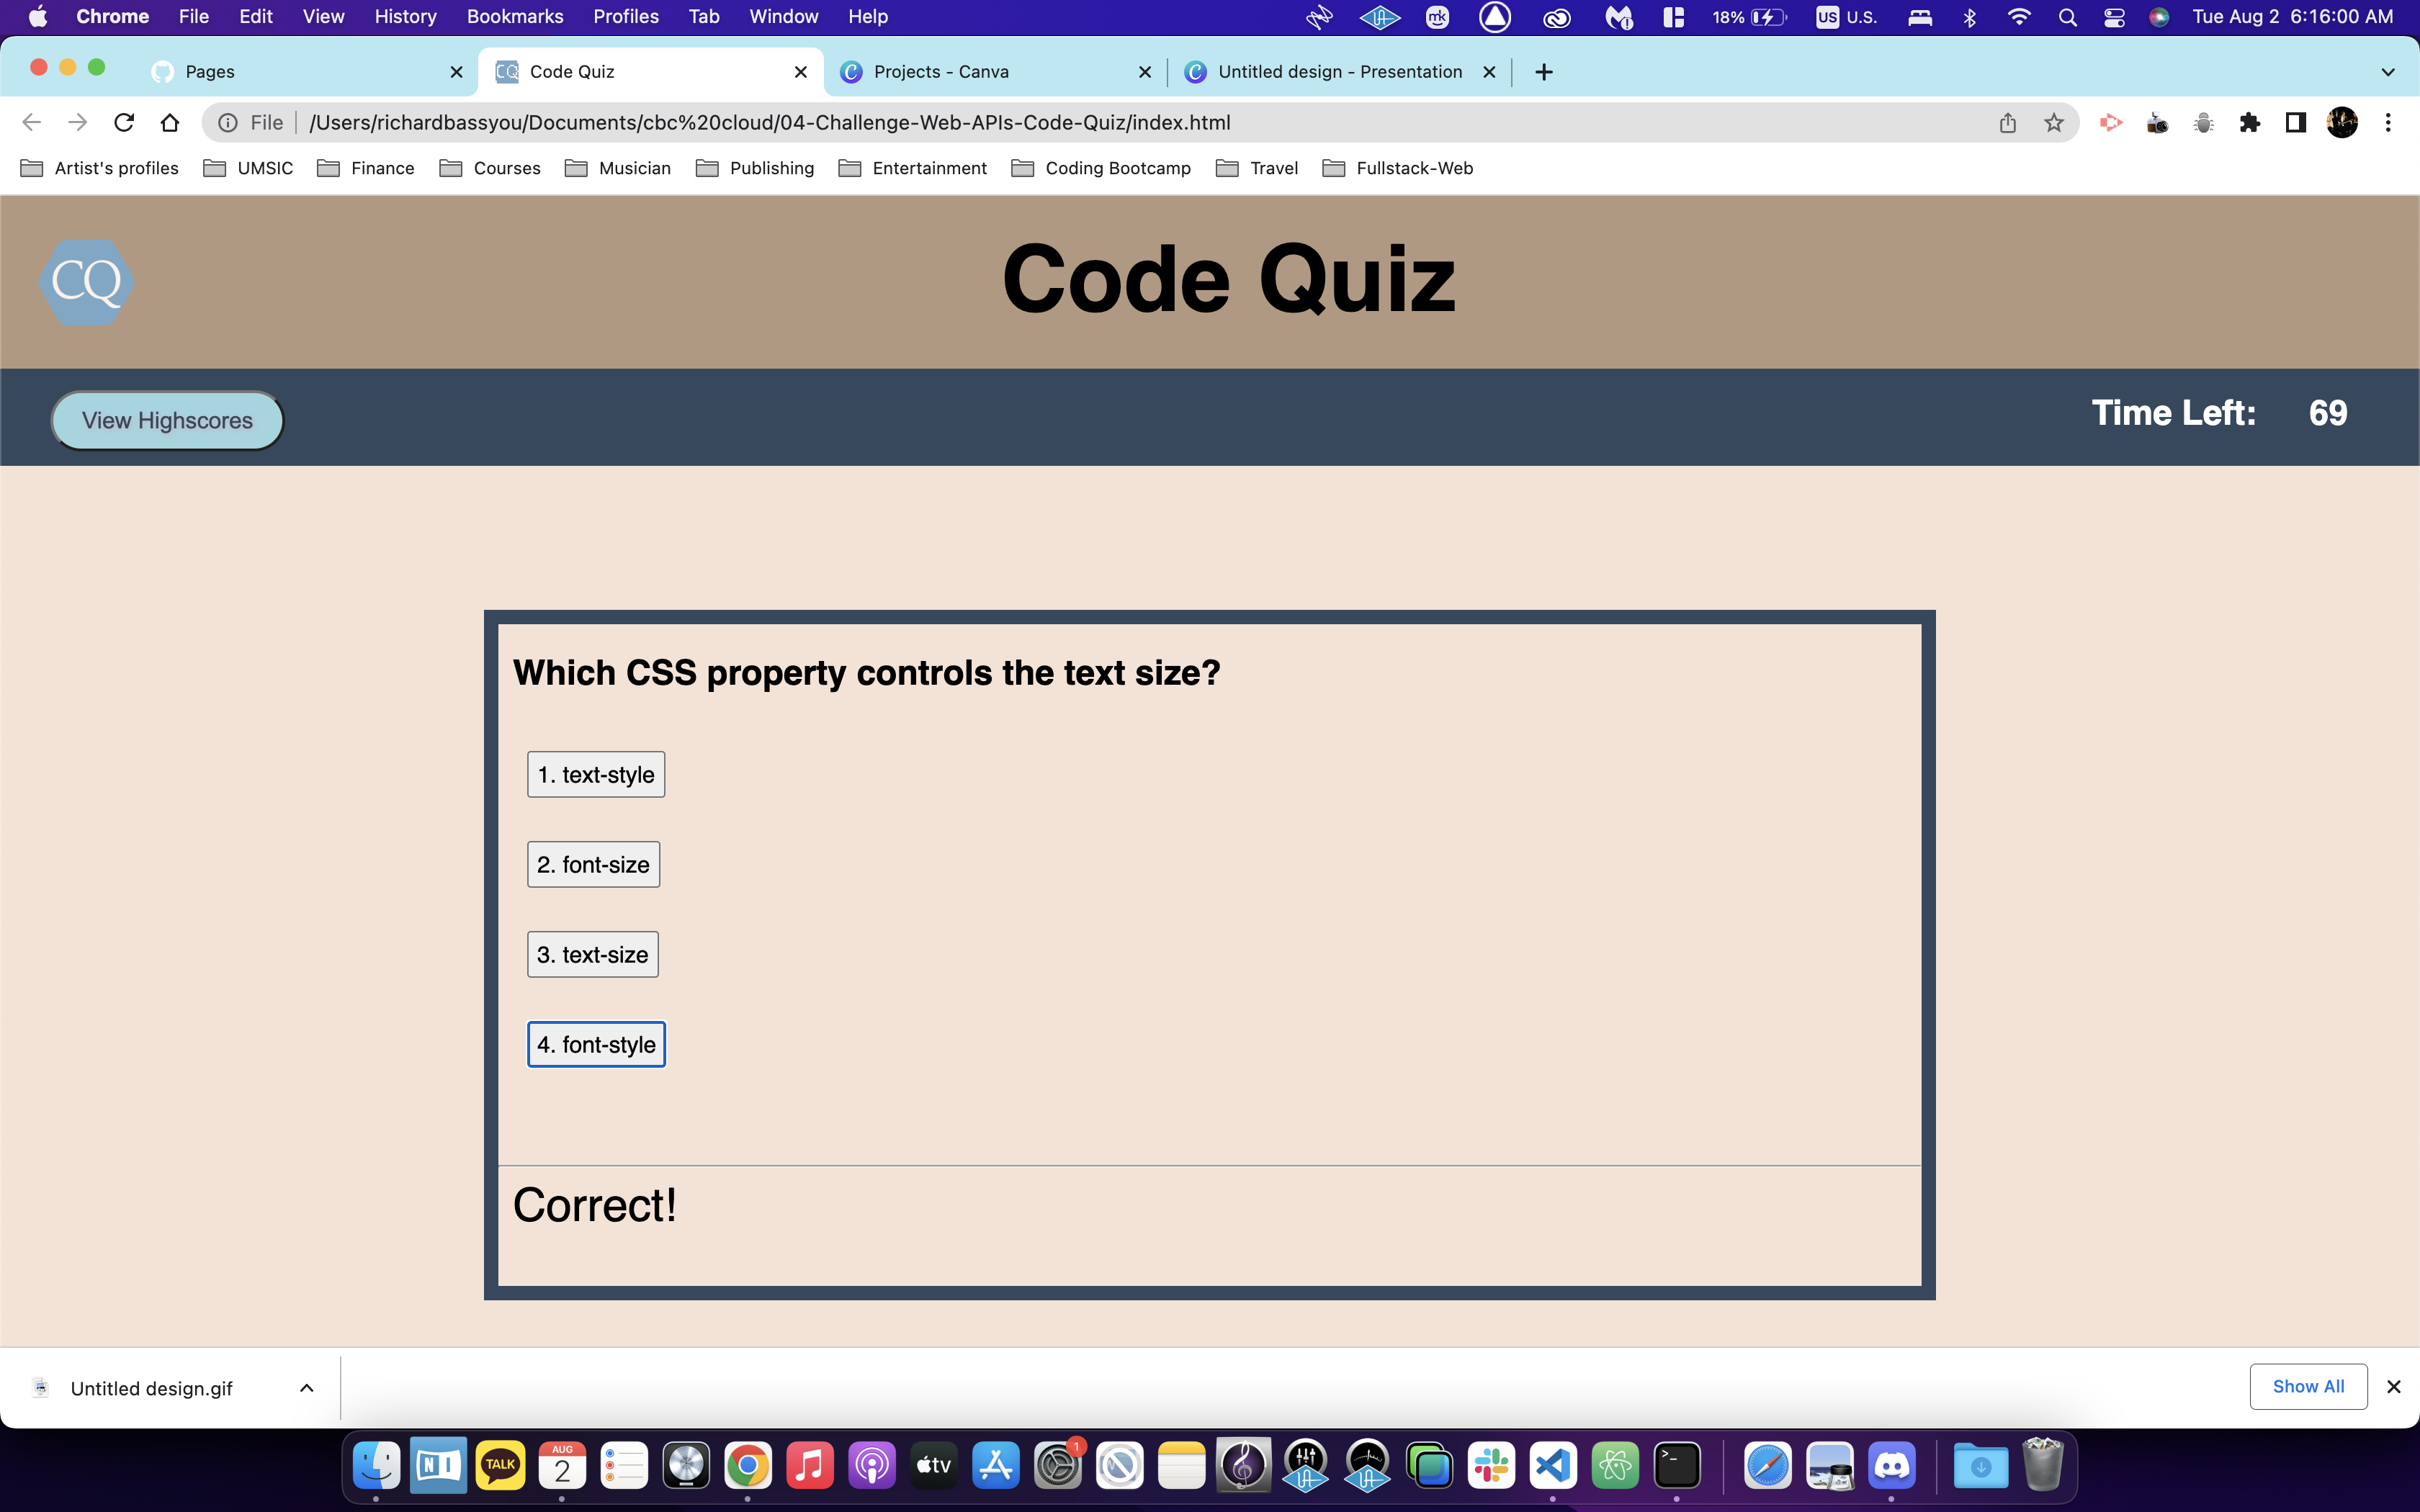 Chrome File Edit View History Bookmarks Profiles Tab Window Help mk 18% US U.S. Tue Aug 2 6:16:00 AM
Pages Code Quiz Projects - Canva Untitled design - Presentation
File /Users/richardbassyou/Documents/cbc%20cloud/04-Challenge-Web-APIs-Code-Quiz/index.html
Artist's profiles UMSIC Finance Courses Musician Publishing Entertainment Coding Bootcamp Travel Fullstack-Web
CQ Code Quiz
View Highscores Time Left: 69
Which CSS property controls the text size?
1. text-style
2. font-size
3. text-size
4. font-style
Correct!
Untitled design.gif Show All
TALK AUG 2 tv 1